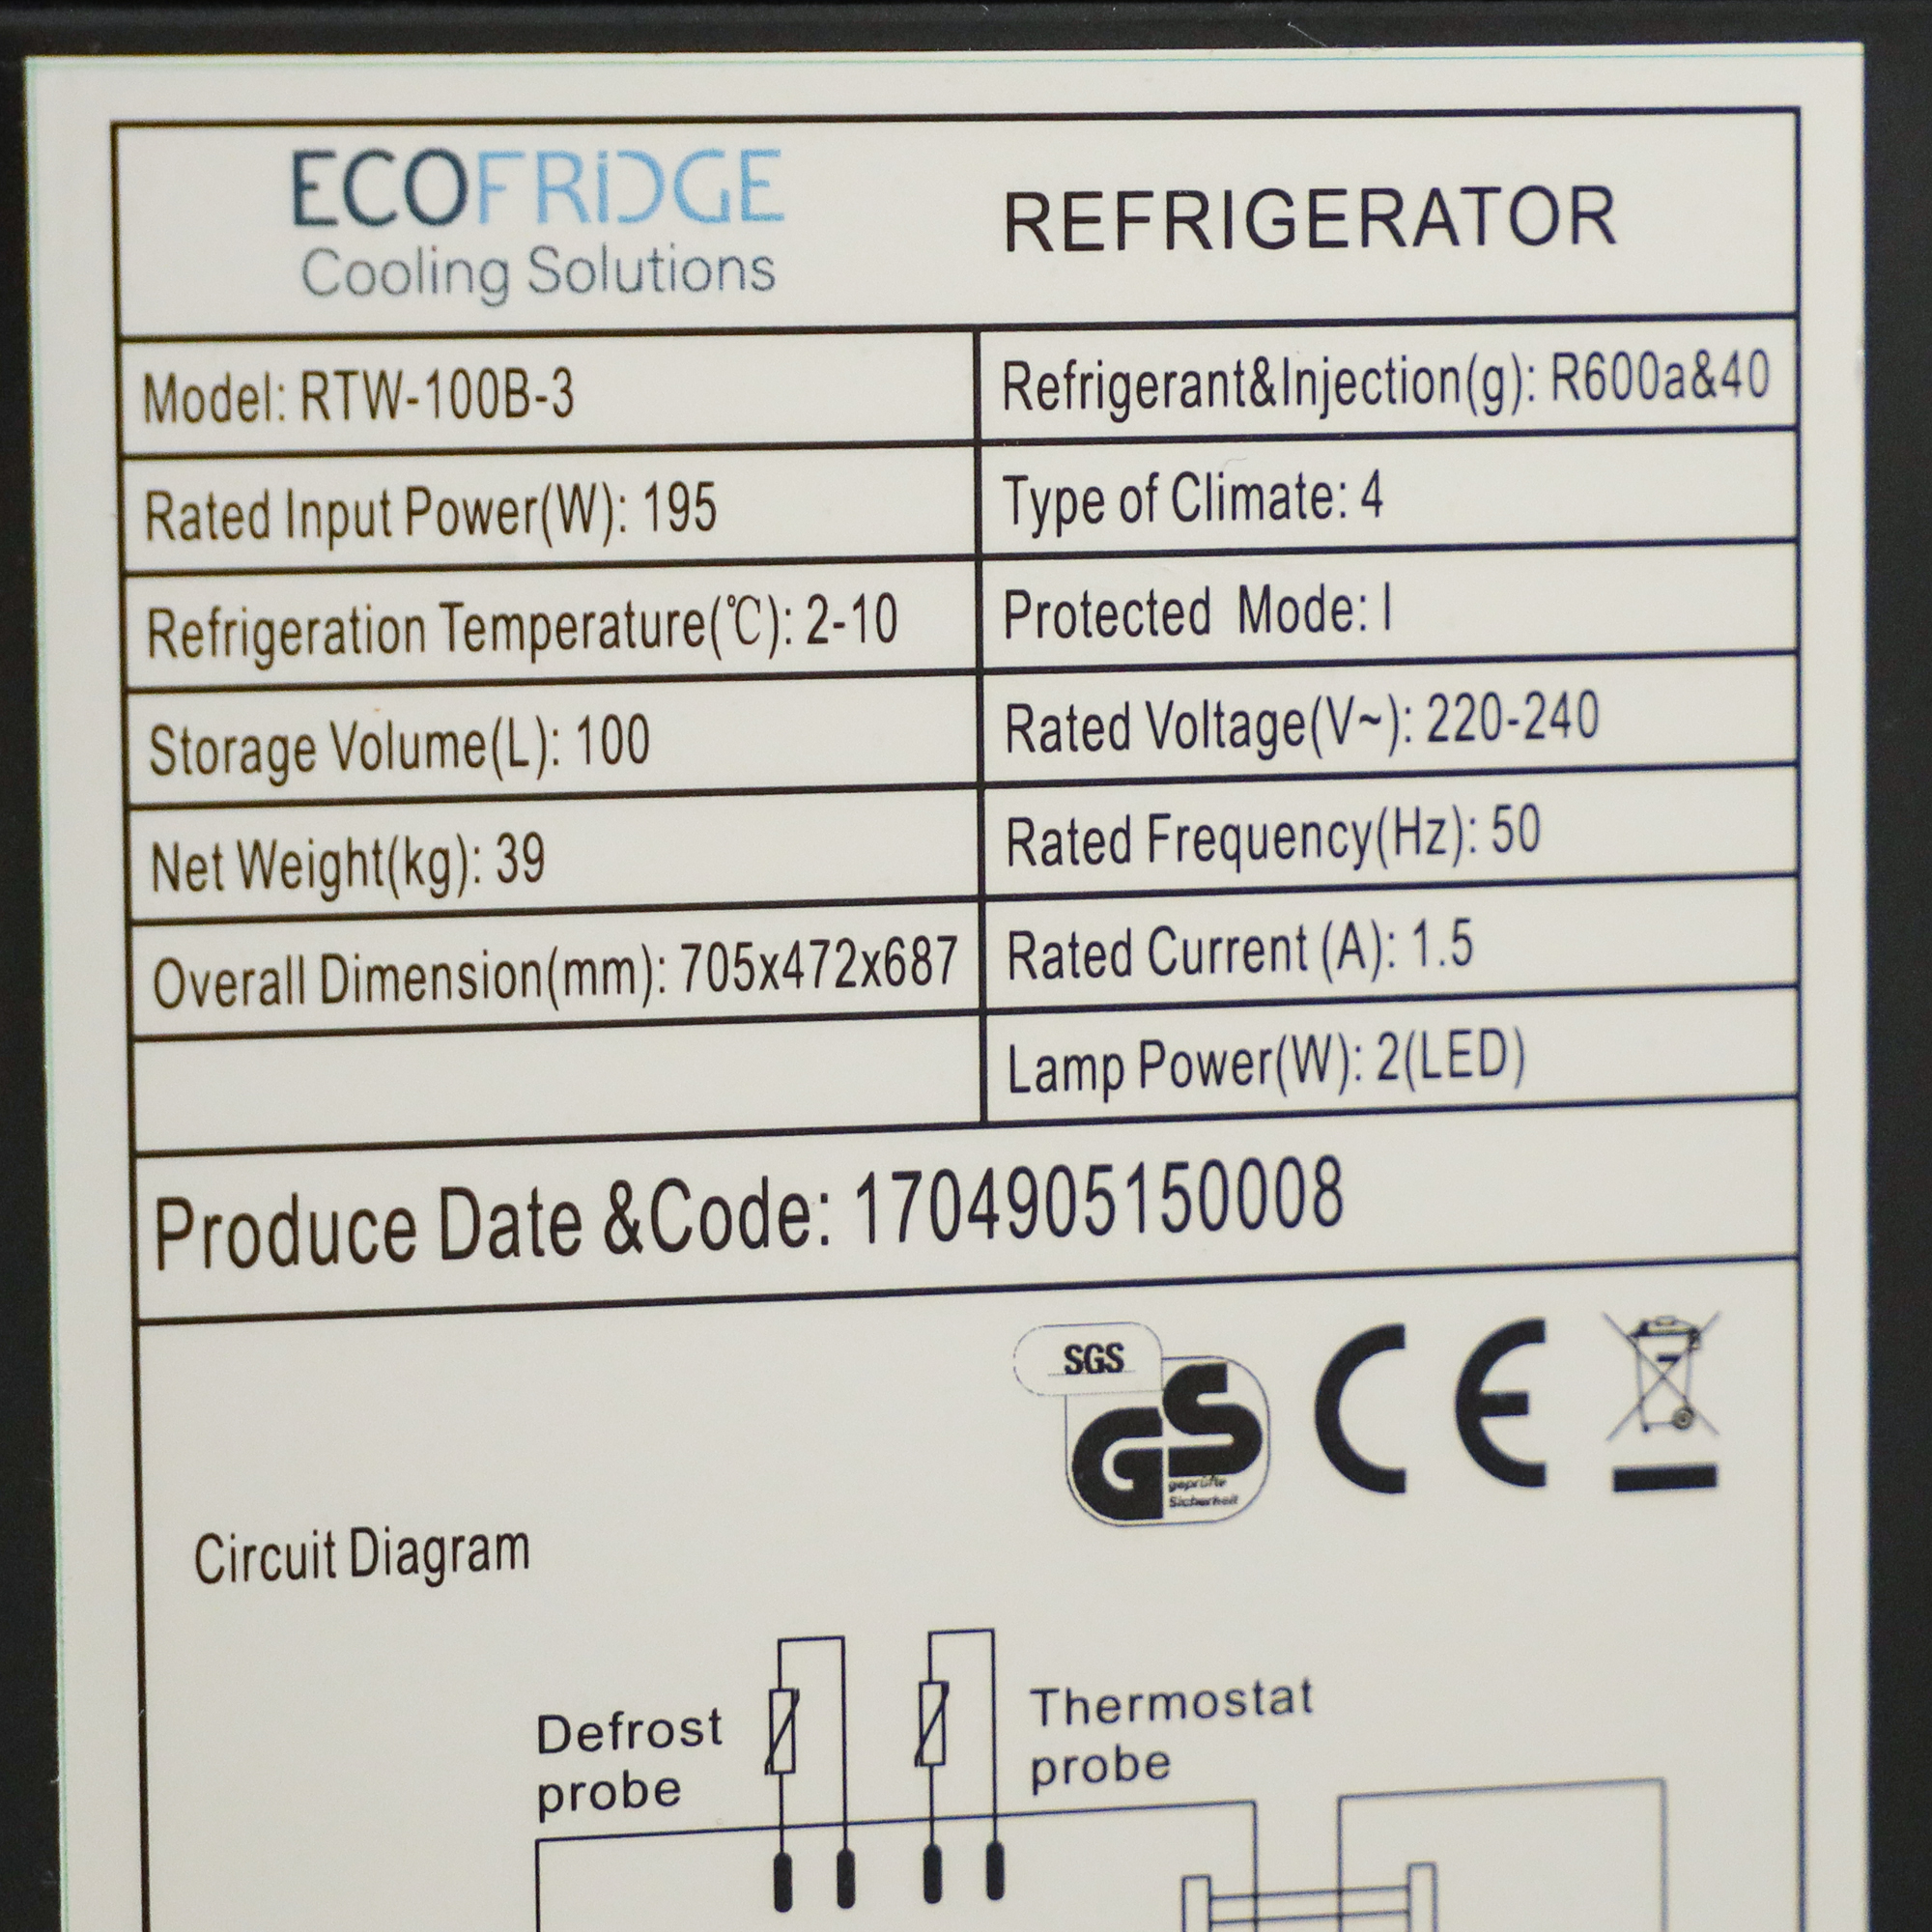 ECOFRiDGE
Cooling Solutions
REFRIGERATOR
Model: RTW-100B-3
Refrigerant&Injection(g): R600a&40
Rated Input Power(W): 195
Type of Climate: 4
Refrigeration Temperature(℃): 2-10
Protected Mode: I
Storage Volume(L): 100
Rated Voltage(V~): 220-240
Net Weight(kg): 39
Rated Frequency(Hz): 50
Overall Dimension(mm): 705x472x687
Rated Current (A): 1.5
Lamp Power(W): 2(LED)
Produce Date &Code: 1704905150008
SGS
GS
geprüfte
Sicherheit
CE
Circuit Diagram
Defrost
probe
Thermostat
probe